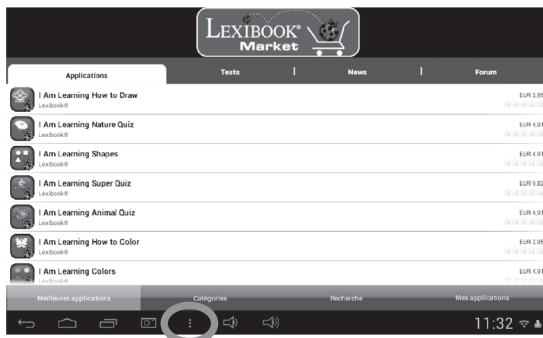 LEXIBOOK®
Market
Applications Tests | News | Forum
I Am Learning How to Draw EUR 2,95
Lexibook®
I Am Learning Nature Quiz EUR 4,91
Lexibook®
I Am Learning Shapes EUR 4,91
Lexibook®
I Am Learning Super Quiz EUR 9,82
Lexibook®
I Am Learning Animal Quiz EUR 4,91
Lexibook®
I Am Learning How to Color EUR 2,95
Lexibook®
I Am Learning Colors EUR 4,91
Lexibook®
Meilleures applications Catégories Recherche Mes applications
11:32